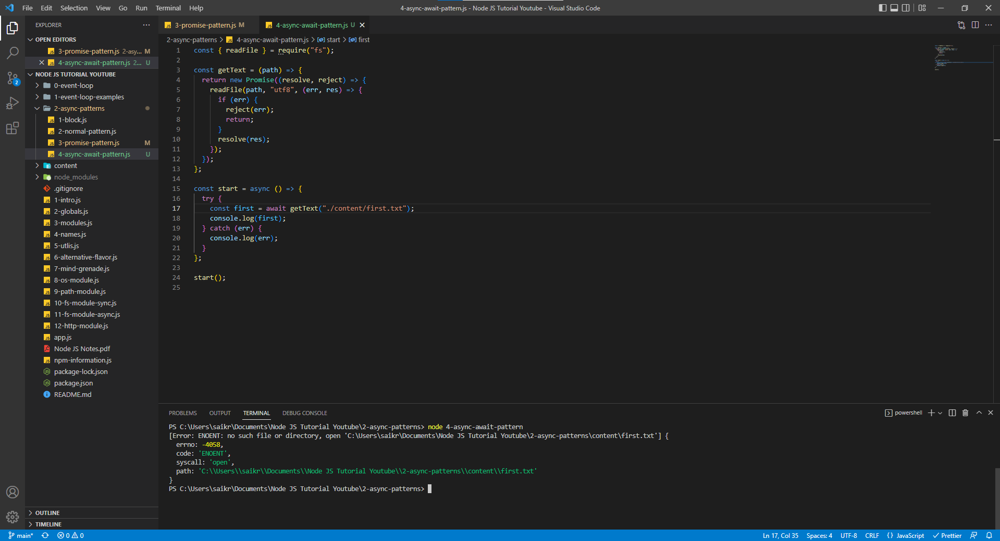 File Edit Selection View Go Run Terminal Help
4-async-await-pattern.js - Node JS Tutorial Youtube - Visual Studio Code
EXPLORER
OPEN EDITORS
3-promise-pattern.js 2-asy... M
4-async-await-pattern.js 2... U
NODE JS TUTORIAL YOUTUBE
0-event-loop
1-event-loop-examples
2-async-patterns
1-block.js
2-normal-pattern.js
3-promise-pattern.js M
4-async-await-pattern.js U
content
node_modules
.gitignore
1-intro.js
2-globals.js
3-modules.js
4-names.js
5-utlis.js
6-alternative-flavor.js
7-mind-grenade.js
8-os-module.js
9-path-module.js
10-fs-module-sync.js
11-fs-module-async.js
12-http-module.js
app.js
Node JS Notes.pdf
npm-information.js
package-lock.json
package.json
README.md
OUTLINE
TIMELINE
2
3-promise-pattern.js M
4-async-await-pattern.js U
2-async-patterns > JS 4-async-await-pattern.js > start > first
1 const { readFile } = require("fs");
2
3 const getText = (path) => {
4 return new Promise((resolve, reject) => {
5 readFile(path, "utf8", (err, res) => {
6 if (err) {
7 reject(err);
8 return;
9 }
10 resolve(res);
11 });
12 });
13 };
14
15 const start = async () => {
16 try {
17 const first = await getText("./content/first.txt");
18 console.log(first);
19 } catch (err) {
20 console.log(err);
21 }
22 };
23
24 start();
25
PROBLEMS OUTPUT TERMINAL DEBUG CONSOLE
powershell
PS C:\Users\saikr\Documents\Node JS Tutorial Youtube\2-async-patterns> node 4-async-await-pattern
[Error: ENOENT: no such file or directory, open 'C:\Users\saikr\Documents\Node JS Tutorial Youtube\2-async-patterns\content\first.txt'] {
errno: -4058,
code: 'ENOENT',
syscall: 'open',
path: 'C:\\Users\\saikr\\Documents\\Node JS Tutorial Youtube\\2-async-patterns\\content\\first.txt'
}
PS C:\Users\saikr\Documents\Node JS Tutorial Youtube\2-async-patterns>
main* 0 0
Ln 17, Col 35 Spaces: 4 UTF-8 CRLF {} JavaScript Prettier